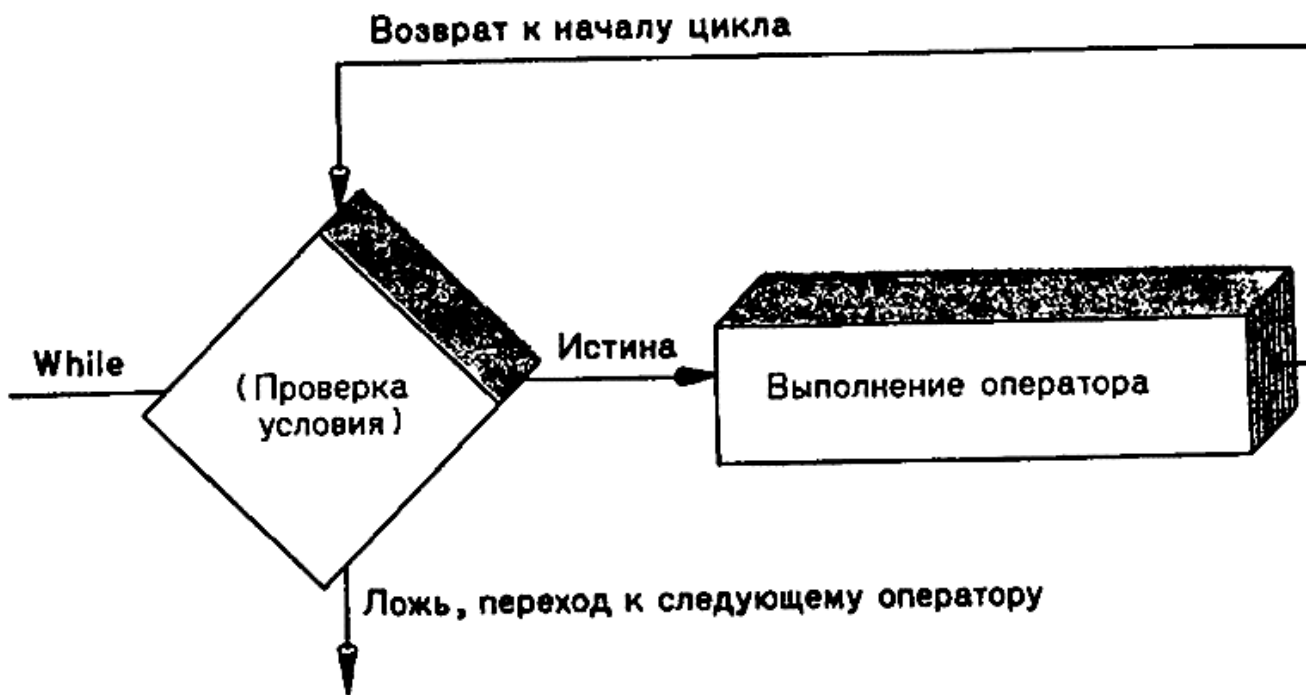 Возврат к началу цикла
While
(Проверка
условия)
Истина
Выполнение оператора
Ложь, переход к следующему оператору